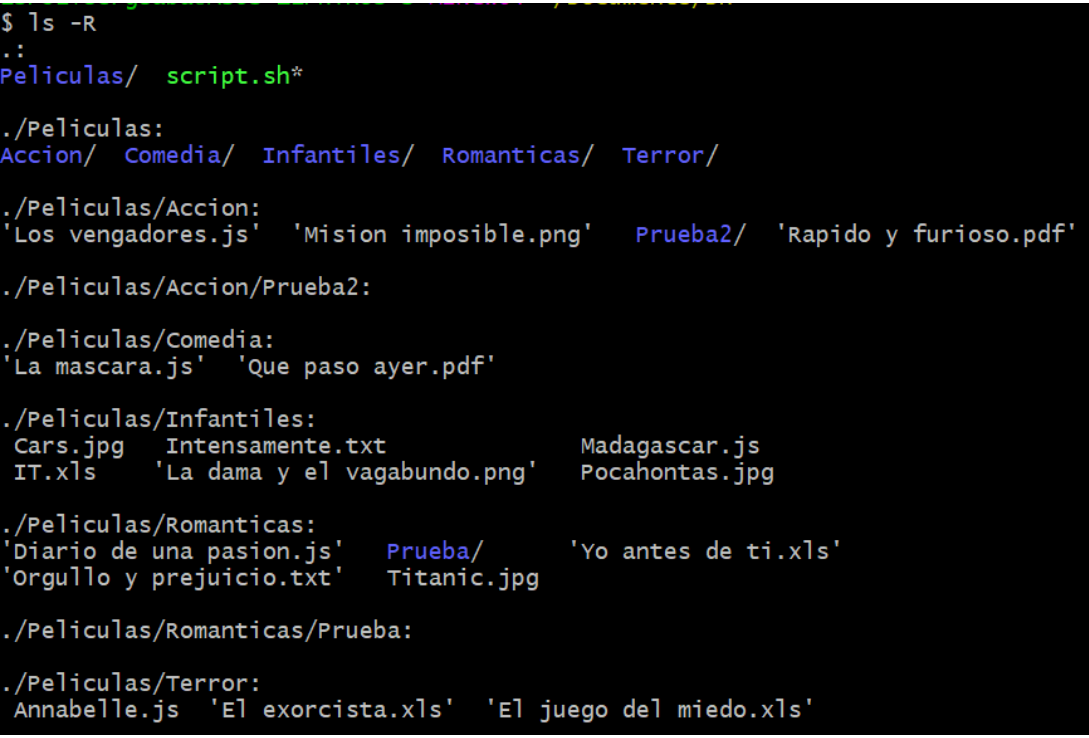 $ ls -R
.:
Peliculas/  script.sh*

./Peliculas:
Accion/  Comedia/  Infantiles/  Romanticas/  Terror/

./Peliculas/Accion:
'Los vengadores.js'  'Mision imposible.png'   Prueba2/  'Rapido y furioso.pdf'

./Peliculas/Accion/Prueba2:

./Peliculas/Comedia:
'La mascara.js'  'Que paso ayer.pdf'

./Peliculas/Infantiles:
 Cars.jpg   Intensamente.txt               Madagascar.js
 IT.xls    'La dama y el vagabundo.png'   Pocahontas.jpg

./Peliculas/Romanticas:
'Diario de una pasion.js'   Prueba/       'Yo antes de ti.xls'
'Orgullo y prejuicio.txt'   Titanic.jpg

./Peliculas/Romanticas/Prueba:

./Peliculas/Terror:
 Annabelle.js  'El exorcista.xls'  'El juego del miedo.xls'